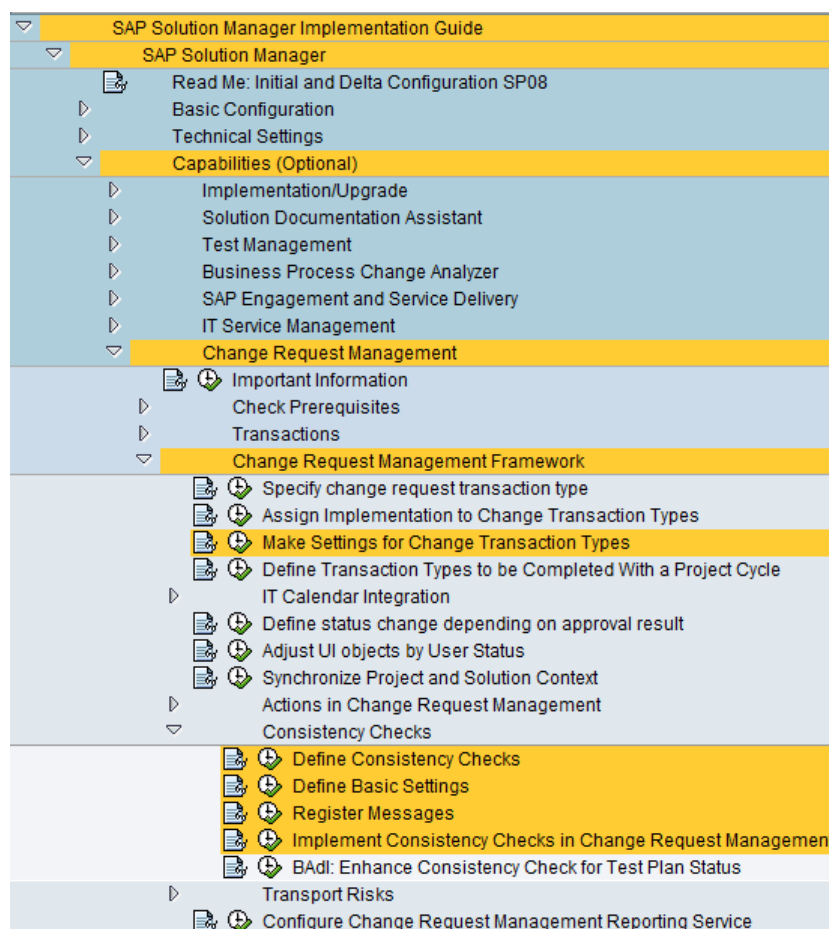 SAP Solution Manager Implementation Guide
SAP Solution Manager
Read Me: Initial and Delta Configuration SP08
Basic Configuration
Technical Settings
Capabilities (Optional)
Implementation/Upgrade
Solution Documentation Assistant
Test Management
Business Process Change Analyzer
SAP Engagement and Service Delivery
IT Service Management
Change Request Management
Important Information
Check Prerequisites
Transactions
Change Request Management Framework
Specify change request transaction type
Assign Implementation to Change Transaction Types
Make Settings for Change Transaction Types
Define Transaction Types to be Completed With a Project Cycle
IT Calendar Integration
Define status change depending on approval result
Adjust UI objects by User Status
Synchronize Project and Solution Context
Actions in Change Request Management
Consistency Checks
Define Consistency Checks
Define Basic Settings
Register Messages
Implement Consistency Checks in Change Request Managemen
BAdI: Enhance Consistency Check for Test Plan Status
Transport Risks
Configure Change Request Management Reporting Service